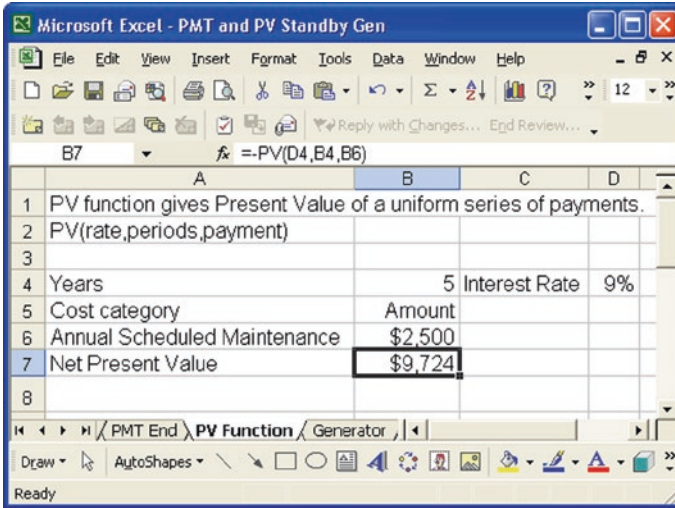 Microsoft Excel - PMT and PV Standby Gen
File Edit View Insert Format Tools Data Window Help
12
Reply with Changes... End Review...
B7 fx =-PV(D4,B4,B6)
A B C D
1 PV function gives Present Value of a uniform series of payments.
2 PV(rate,periods,payment)
3
4 Years 5 Interest Rate 9%
5 Cost category Amount
6 Annual Scheduled Maintenance $2,500
7 Net Present Value $9,724
8
PMT End PV Function Generator
Draw AutoShapes
Ready